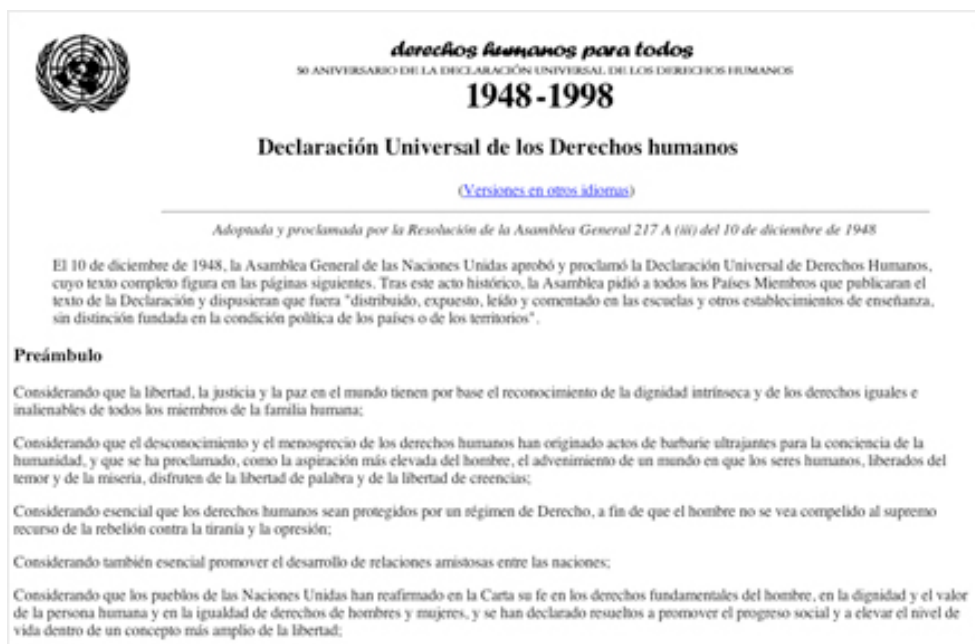 derechos humanos para todos
50 ANIVERSARIO DE LA DECLARACIÓN UNIVERSAL DE LOS DERECHOS HUMANOS
1948-1998
Declaración Universal de los Derechos humanos
(Versiones en otros idiomas)
Adoptada y proclamada por la Resolución de la Asamblea General 217 A (iii) del 10 de diciembre de 1948
El 10 de diciembre de 1948, la Asamblea General de las Naciones Unidas aprobó y proclamó la Declaración Universal de Derechos Humanos,
cuyo texto completo figura en las páginas siguientes. Tras este acto histórico, la Asamblea pidió a todos los Países Miembros que publicaran el
texto de la Declaración y dispusieran que fuera "distribuido, expuesto, leído y comentado en las escuelas y otros establecimientos de enseñanza,
sin distinción fundada en la condición política de los países o de los territorios".
Preámbulo
Considerando que la libertad, la justicia y la paz en el mundo tienen por base el reconocimiento de la dignidad intrínseca y de los derechos iguales e
inalienables de todos los miembros de la familia humana;
Considerando que el desconocimiento y el menosprecio de los derechos humanos han originado actos de barbarie ultrajantes para la conciencia de la
humanidad, y que se ha proclamado, como la aspiración más elevada del hombre, el advenimiento de un mundo en que los seres humanos, liberados del
temor y de la miseria, disfruten de la libertad de palabra y de la libertad de creencias;
Considerando esencial que los derechos humanos sean protegidos por un régimen de Derecho, a fin de que el hombre no se vea compelido al supremo
recurso de la rebelión contra la tiranía y la opresión;
Considerando también esencial promover el desarrollo de relaciones amistosas entre las naciones;
Considerando que los pueblos de las Naciones Unidas han reafirmado en la Carta su fe en los derechos fundamentales del hombre, en la dignidad y el valor
de la persona humana y en la igualdad de derechos de hombres y mujeres, y se han declarado resueltos a promover el progreso social y a elevar el nivel de
vida dentro de un concepto más amplio de la libertad;